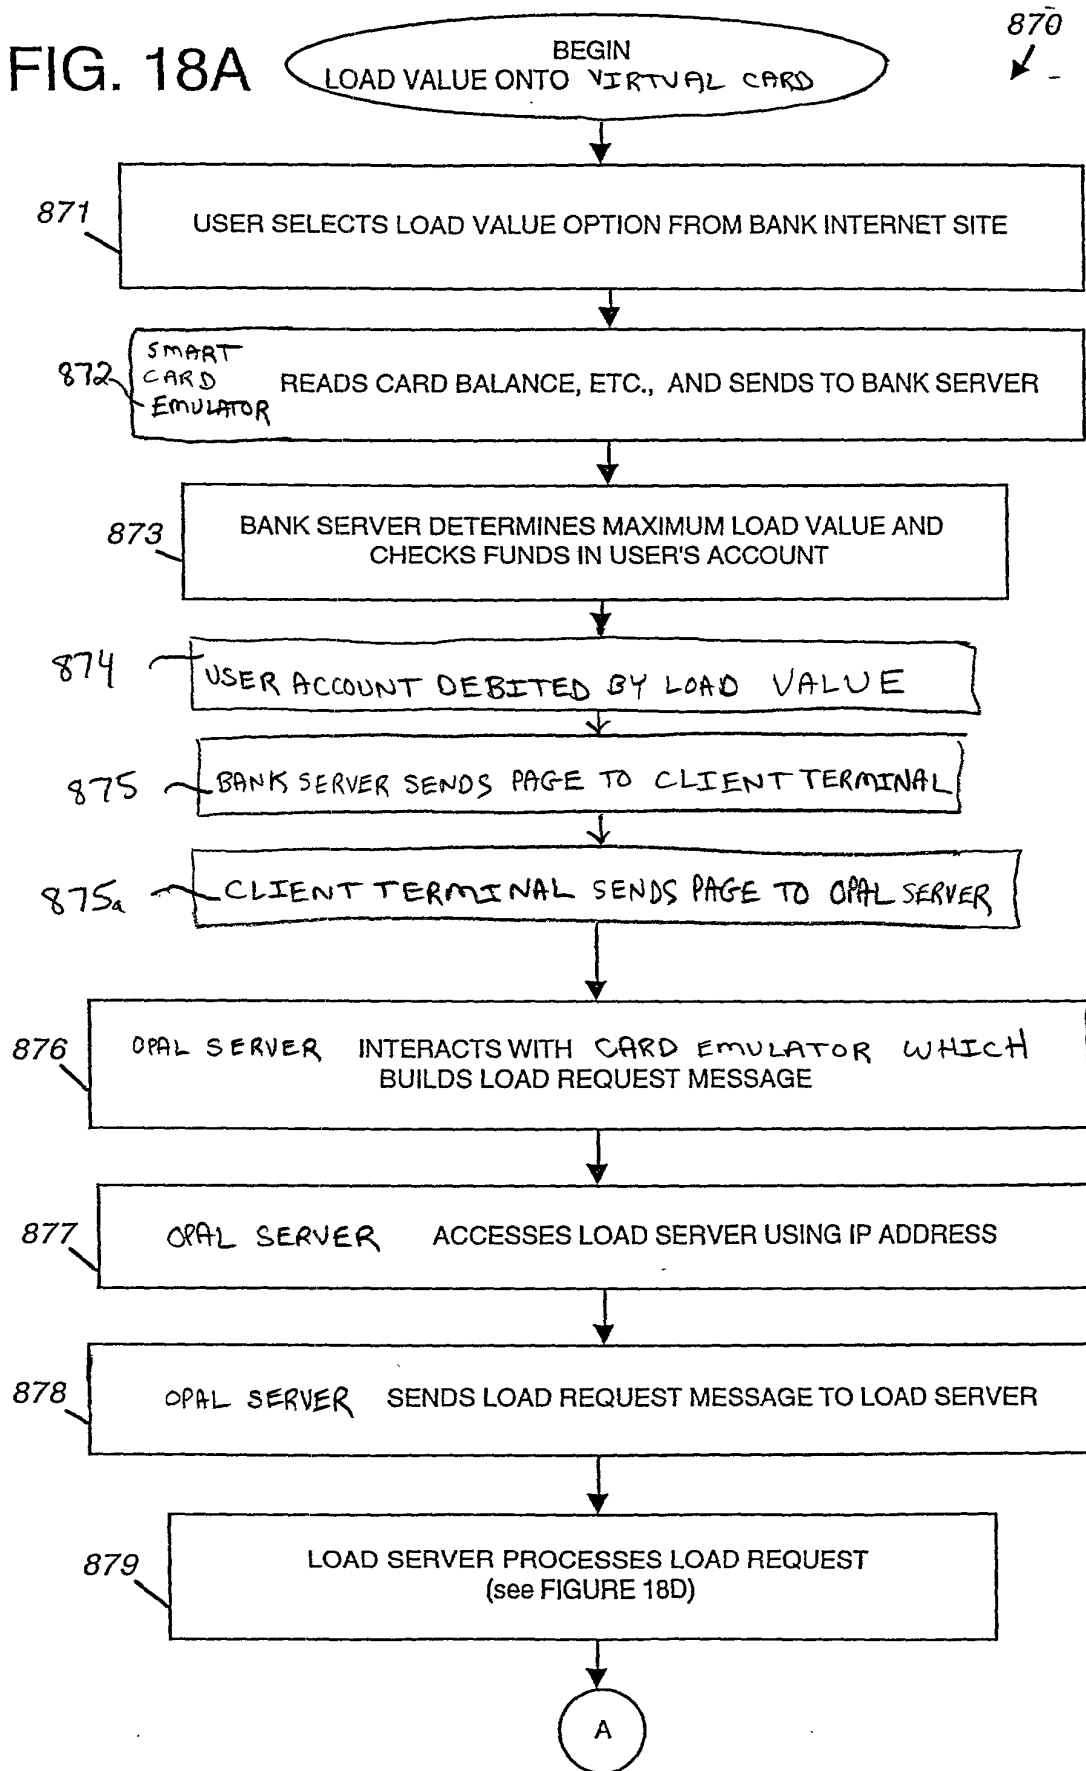 FIG. 18A
870
BEGIN
LOAD VALUE ONTO VIRTUAL CARD
871
USER SELECTS LOAD VALUE OPTION FROM BANK INTERNET SITE
872
SMART
CARD
EMULATOR
READS CARD BALANCE, ETC., AND SENDS TO BANK SERVER
873
BANK SERVER DETERMINES MAXIMUM LOAD VALUE AND
CHECKS FUNDS IN USER'S ACCOUNT
874
USER ACCOUNT DEBITED BY LOAD VALUE
875
BANK SERVER SENDS PAGE TO CLIENT TERMINAL
875a
CLIENT TERMINAL SENDS PAGE TO OPAL SERVER
876
OPAL SERVER INTERACTS WITH CARD EMULATOR WHICH
BUILDS LOAD REQUEST MESSAGE
877
OPAL SERVER ACCESSES LOAD SERVER USING IP ADDRESS
878
OPAL SERVER SENDS LOAD REQUEST MESSAGE TO LOAD SERVER
879
LOAD SERVER PROCESSES LOAD REQUEST
(see FIGURE 18D)
A